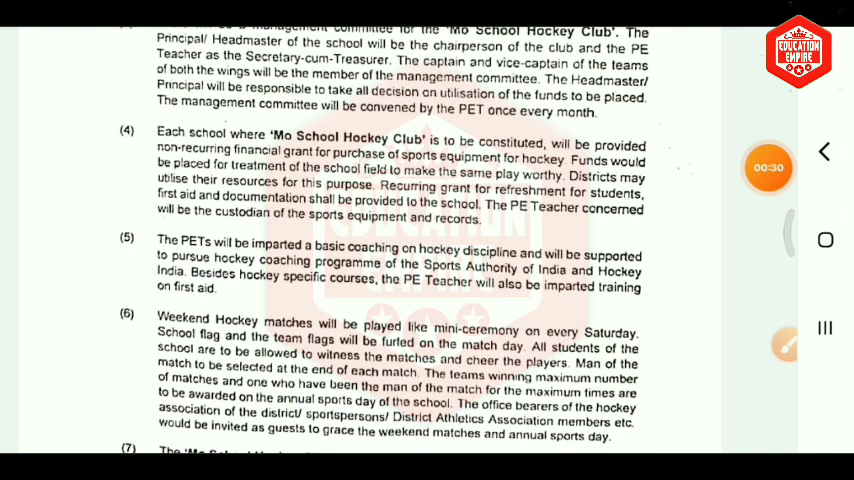 management committee for the 'Mo School Hockey Club'. The
Principal/ Headmaster of the school will be the chairperson of the club and the PE
Teacher as the Secretary-cum-Treasurer. The captain and vice-captain of the teams
of both the wings will be the member of the management committee. The Headmaster/
Principal will be responsible to take all decision on utilisation of the funds to be placed.
The management committee will be convened by the PET once every month.
(4) Each school where 'Mo School Hockey Club' is to be constituted, will be provided
non-recurring financial grant for purchase of sports equipment for hockey. Funds would
be placed for treatment of the school field to make the same play worthy. Districts may
utilise their resources for this purpose. Recurring grant for refreshment for students,
first aid and documentation shall be provided to the school. The PE Teacher concerned
will be the custodian of the sports equipment and records.
(5) The PETs will be imparted a basic coaching on hockey discipline and will be supported
to pursue hockey coaching programme of the Sports Authority of India and Hockey
India. Besides hockey specific courses, the PE Teacher will also be imparted training
on first aid.
(6) Weekend Hockey matches will be played like mini-ceremony on every Saturday.
School flag and the team flags will be furled on the match day. All students of the
school are to be allowed to witness the matches and cheer the players. Man of the
match to be selected at the end of each match. The teams winning maximum number
of matches and one who have been the man of the match for the maximum times are
to be awarded on the annual sports day of the school. The office bearers of the hockey
association of the district/ sportspersons/ District Athletics Association members etc.
would be invited as guests to grace the weekend matches and annual sports day.
(7) The 'Mo School
EDUCATION
EMPIRE
00:30
EDUCATION
EMPIRE